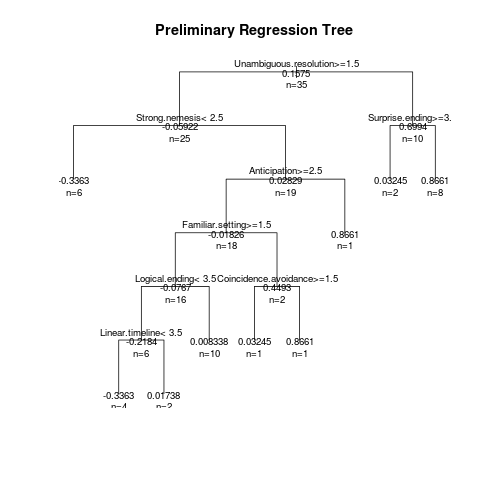 Preliminary Regression Tree
Unambiguous.resolution>=1.5
0.1575
n=35
Strong.nemesis< 2.5
-0.05922
n=25
Surprise.ending>=3.
0.6994
n=10
-0.3363
n=6
Anticipation>=2.5
0.02829
n=19
0.03245
n=2
0.8661
n=8
Familiar.setting>=1.5
-0.01826
n=18
0.8661
n=1
Logical.ending< 3.5
-0.0767
n=16
Coincidence.avoidance>=1.5
0.4493
n=2
Linear.timeline< 3.5
-0.2184
n=6
0.008338
n=10
0.03245
n=1
0.8661
n=1
-0.3363
n=4
0.01738
n=2